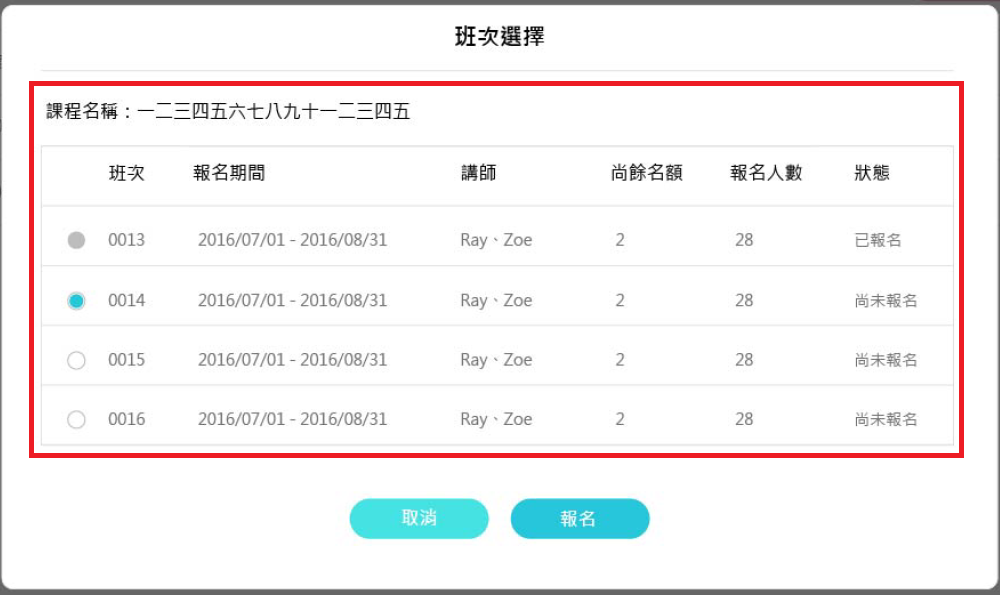 班次選擇
課程名稱：一二三四五六七八九十一二三四五
班次 報名期間 講師 尚餘名額 報名人數 狀態
0013 2016/07/01 - 2016/08/31 Ray、Zoe 2 28 已報名
0014 2016/07/01 - 2016/08/31 Ray、Zoe 2 28 尚未報名
0015 2016/07/01 - 2016/08/31 Ray、Zoe 2 28 尚未報名
0016 2016/07/01 - 2016/08/31 Ray、Zoe 2 28 尚未報名
取消 報名